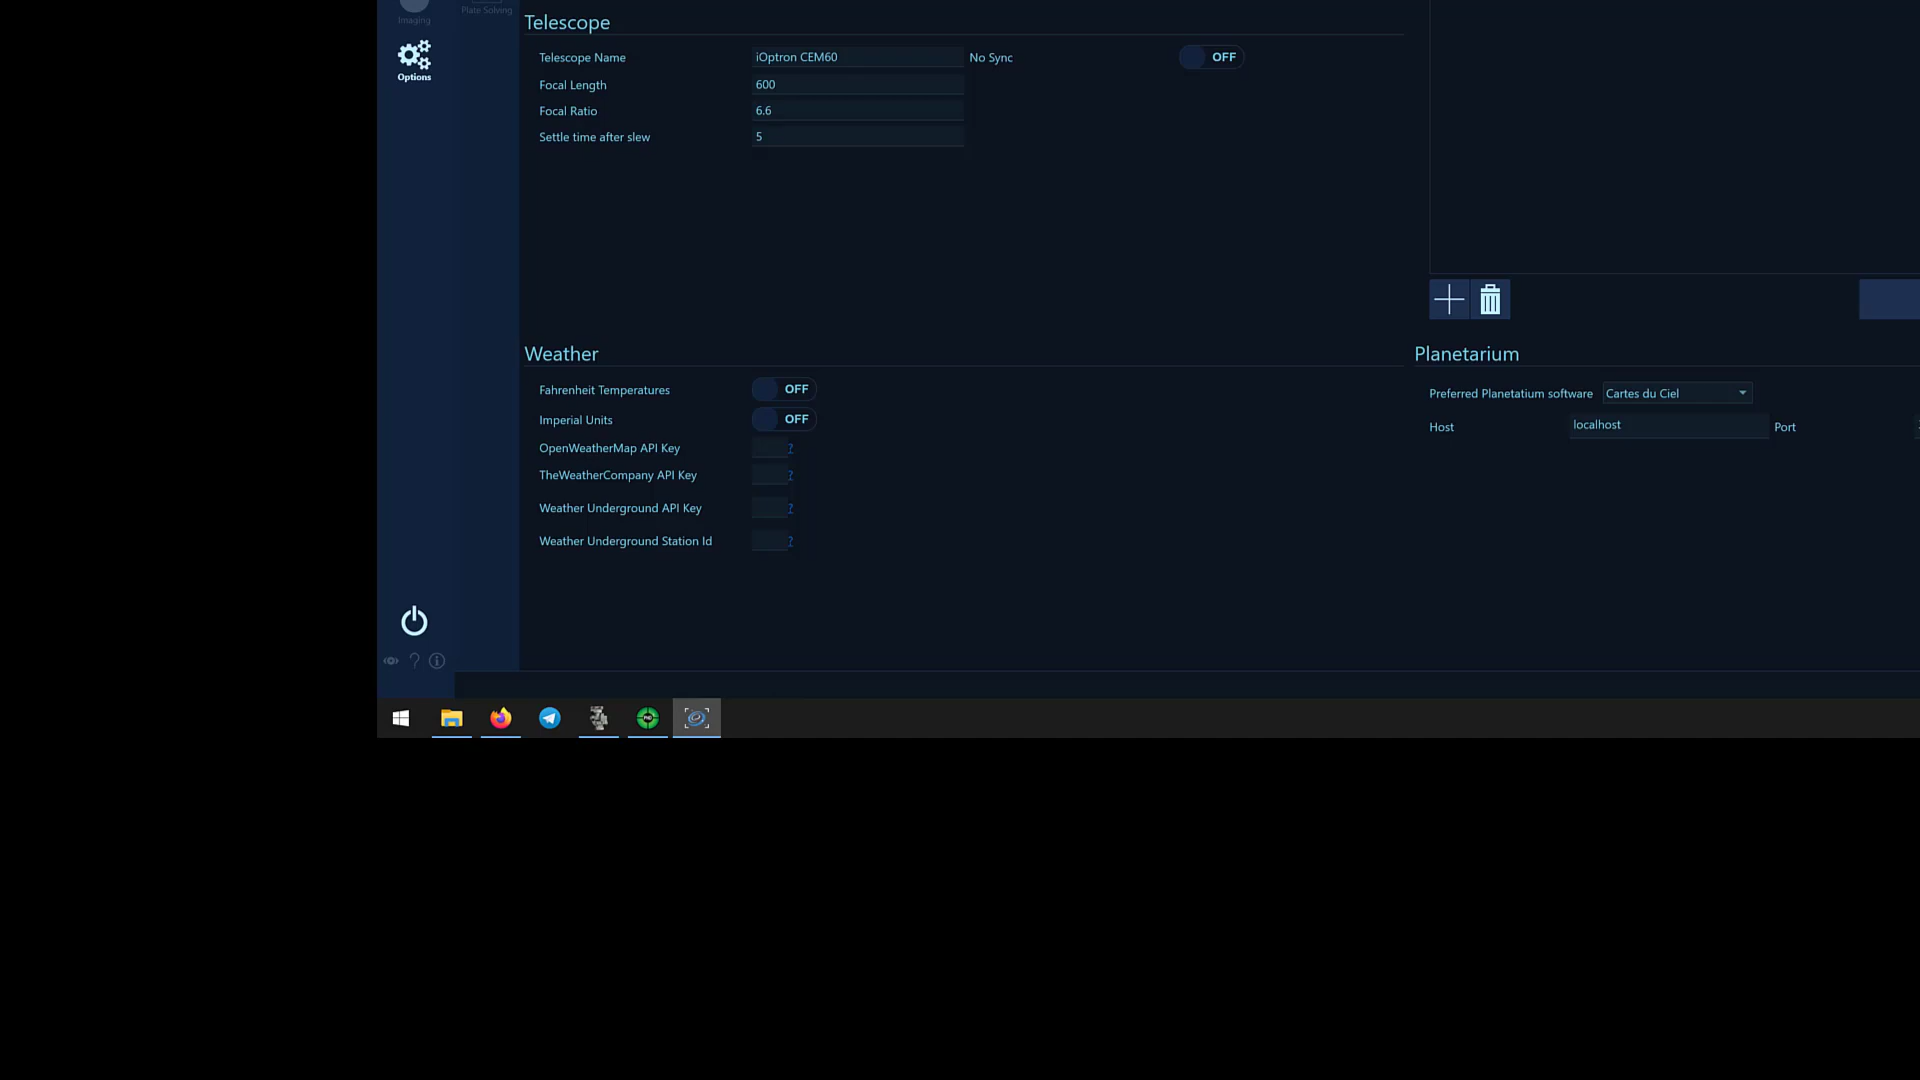 Imaging
Plate Solving
Options
Telescope
Telescope Name
iOptron CEM60
No Sync
OFF
Focal Length
600
Focal Ratio
6.6
Settle time after slew
5
Weather
Fahrenheit Temperatures
OFF
Imperial Units
OFF
OpenWeatherMap API Key
?
TheWeatherCompany API Key
?
Weather Underground API Key
?
Weather Underground Station Id
?
Planetarium
Preferred Planetatium software
Cartes du Ciel
Host
localhost
Port
?
PHD